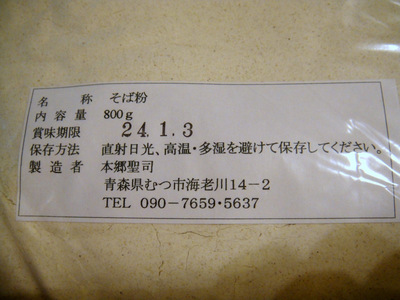 名 称 そば粉
内 容 量 800g
賞味期限 24.1.3
保存方法 直射日光、高温・多湿を避けて保存してください。
製 造 者 本郷聖司
青森県むつ市海老川14－2
TEL 090-7659-5637